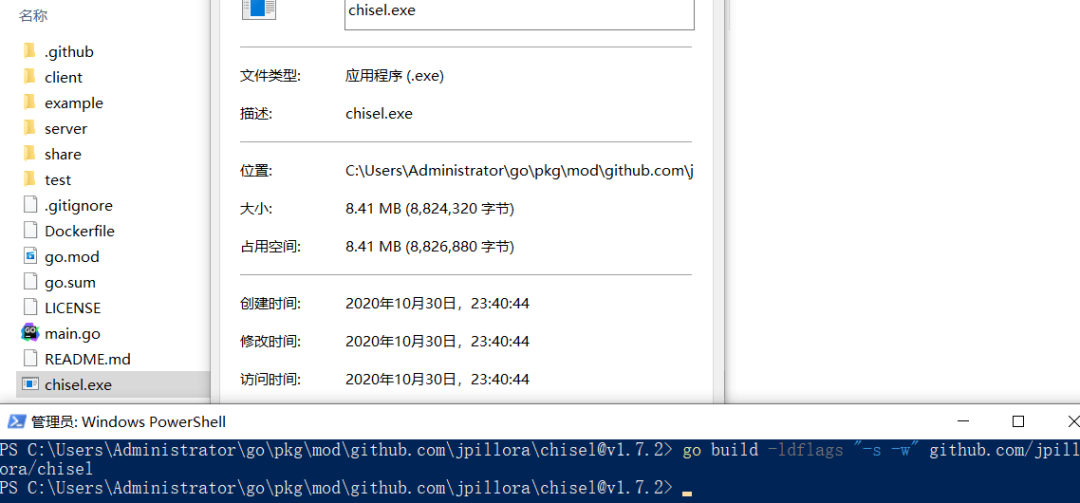 名称
.github
client
example
server
share
test
.gitignore
Dockerfile
go.mod
go.sum
LICENSE
main.go
README.md
chisel.exe
chisel.exe
文件类型: 应用程序 (.exe)
描述: chisel.exe
位置: C:\Users\Administrator\go\pkg\mod\github.com\j
大小: 8.41 MB (8,824,320 字节)
占用空间: 8.41 MB (8,826,880 字节)
创建时间: 2020年10月30日，23:40:44
修改时间: 2020年10月30日，23:40:44
访问时间: 2020年10月30日，23:40:44
管理员: Windows PowerShell
PS C:\Users\Administrator\go\pkg\mod\github.com\jpillora\chisel@v1.7.2> go build -ldflags "-s -w" github.com/jpill
ora/chisel
PS C:\Users\Administrator\go\pkg\mod\github.com\jpillora\chisel@v1.7.2>